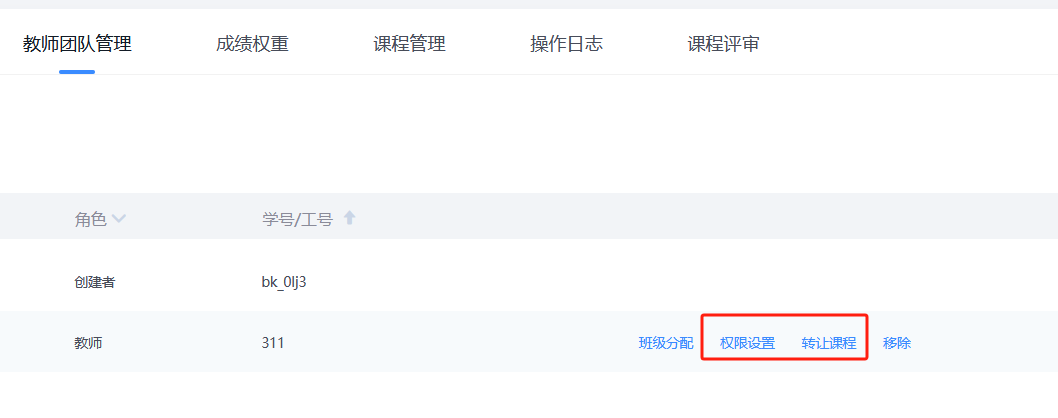 教师团队管理 成绩权重 课程管理 操作日志 课程评审
角色 学号/工号
创建者 bk_0lj3
教师 311 班级分配 权限设置 转让课程 移除